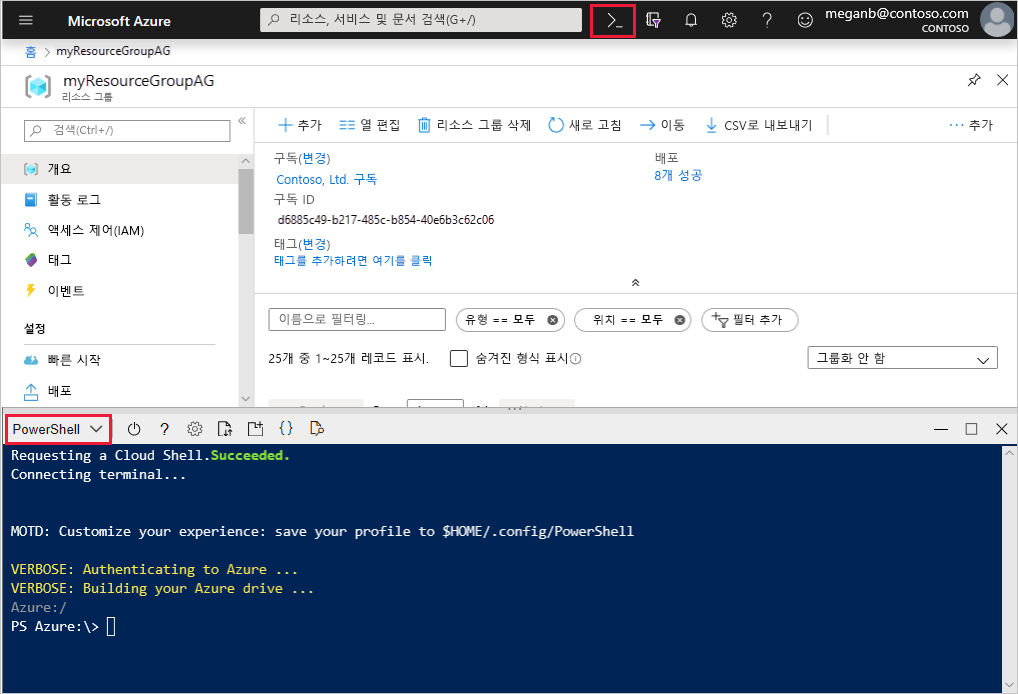 Microsoft Azure
리소스, 서비스 및 문서 검색(G+/)
meganb@contoso.com
CONTOSO
홈 > myResourceGroupAG
myResourceGroupAG
리소스 그룹
검색(Ctrl+/)
추가
열 편집
리소스 그룹 삭제
새로 고침
이동
CSV로 내보내기
추가
개요
활동 로그
액세스 제어(IAM)
태그
이벤트
설정
빠른 시작
배포
구독(변경)
Contoso, Ltd. 구독
구독 ID
d6885c49-b217-485c-b854-40e6b3c62c06
태그(변경)
태그를 추가하려면 여기를 클릭
배포
8개 성공
이름으로 필터링...
유형 == 모두
위치 == 모두
필터 추가
25개 중 1~25개 레코드 표시.
숨겨진 형식 표시
그룹화 안 함
PowerShell
Requesting a Cloud Shell.Succeeded.
Connecting terminal...
MOTD: Customize your experience: save your profile to $HOME/.config/PowerShell
VERBOSE: Authenticating to Azure ...
VERBOSE: Building your Azure drive ...
Azure:/
PS Azure:\>